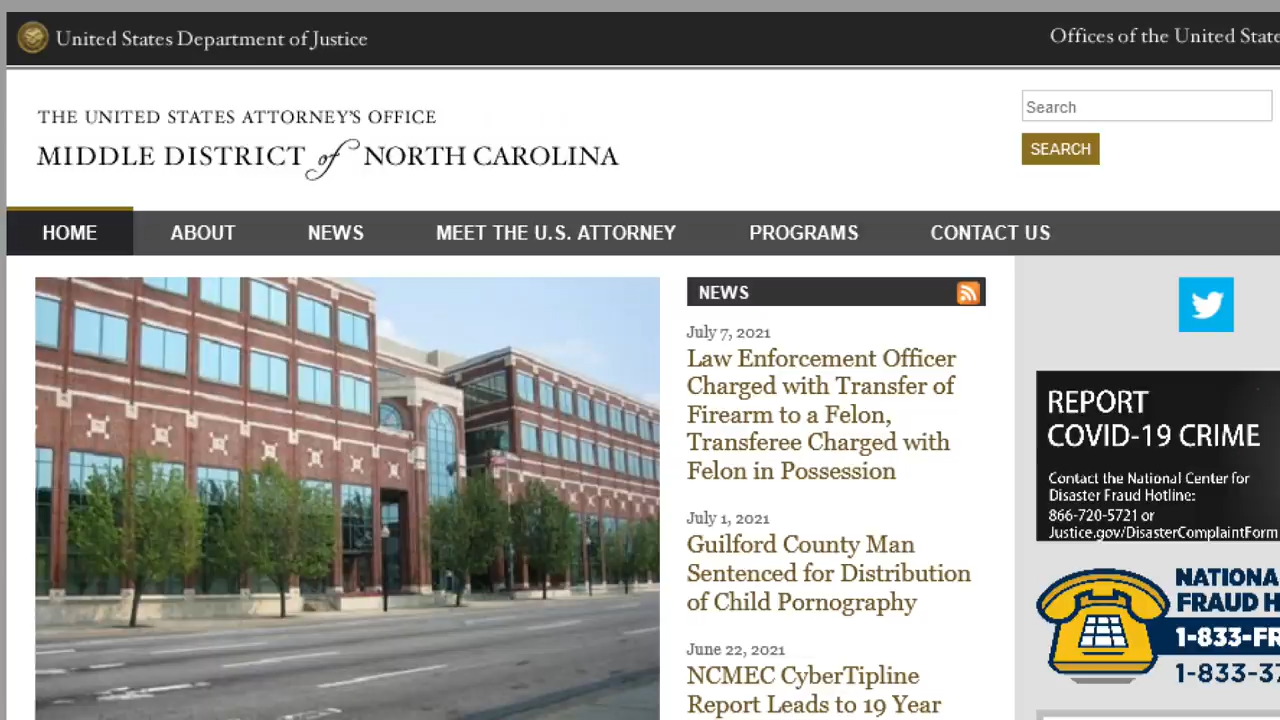 United States Department of Justice
Offices of the United State
THE UNITED STATES ATTORNEY'S OFFICE
MIDDLE DISTRICT of NORTH CAROLINA
Search
SEARCH
HOME ABOUT NEWS MEET THE U.S. ATTORNEY PROGRAMS CONTACT US
NEWS
July 7, 2021
Law Enforcement Officer
Charged with Transfer of
Firearm to a Felon,
Transferee Charged with
Felon in Possession
July 1, 2021
Guilford County Man
Sentenced for Distribution
of Child Pornography
June 22, 2021
NCMEC CyberTipline
Report Leads to 19 Year
REPORT
COVID-19 CRIME
Contact the National Center for
Disaster Fraud Hotline:
866-720-5721 or
Justice.gov/DisasterComplaintForm
NATIONA
FRAUD H
1-833-FR
1-833-37